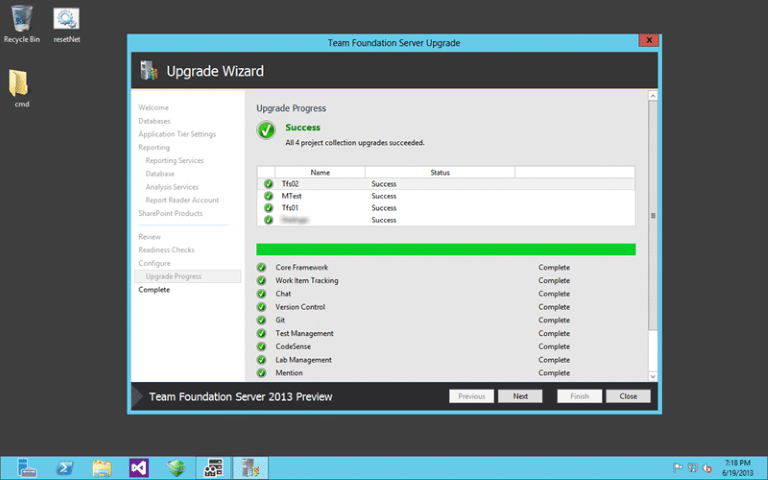 Recycle Bin
resetNet
cmd
Team Foundation Server Upgrade
x
Upgrade Wizard
Welcome
Databases
Application Tier Settings
Reporting
Reporting Services
Database
Analysis Services
Report Reader Account
SharePoint Products
Review
Readiness Checks
Configure
Upgrade Progress
Complete
Upgrade Progress
Success
All 4 project collection upgrades succeeded.
Name Status
Tfs02 Success
MTest Success
Tfs01 Success
Success
Core Framework Complete
Work Item Tracking Complete
Chat Complete
Version Control Complete
Git Complete
Test Management Complete
CodeSense Complete
Lab Management Complete
Mention Complete
Team Foundation Server 2013 Preview
Previous Next Finish Close
7:18 PM
6/19/2013